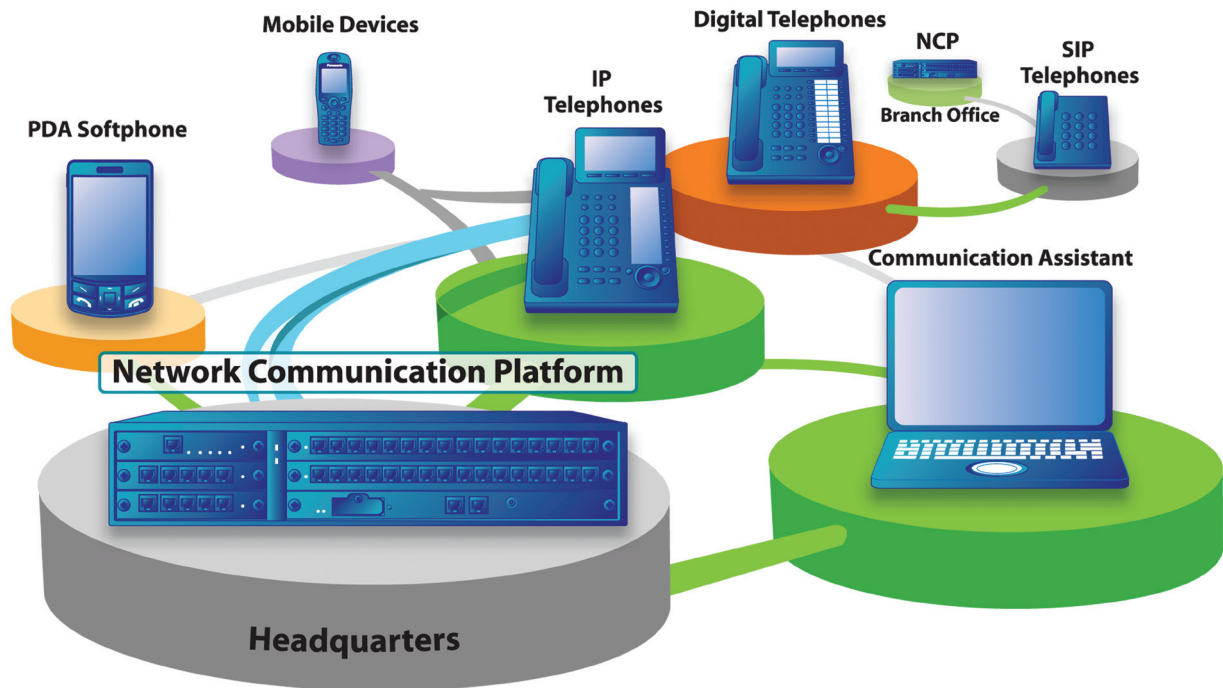 Mobile Devices
Digital Telephones
NCP
SIP
Telephones
IP
Telephones
Branch Office
PDA Softphone
Panasonic
Communication Assistant
Network Communication Platform
Headquarters